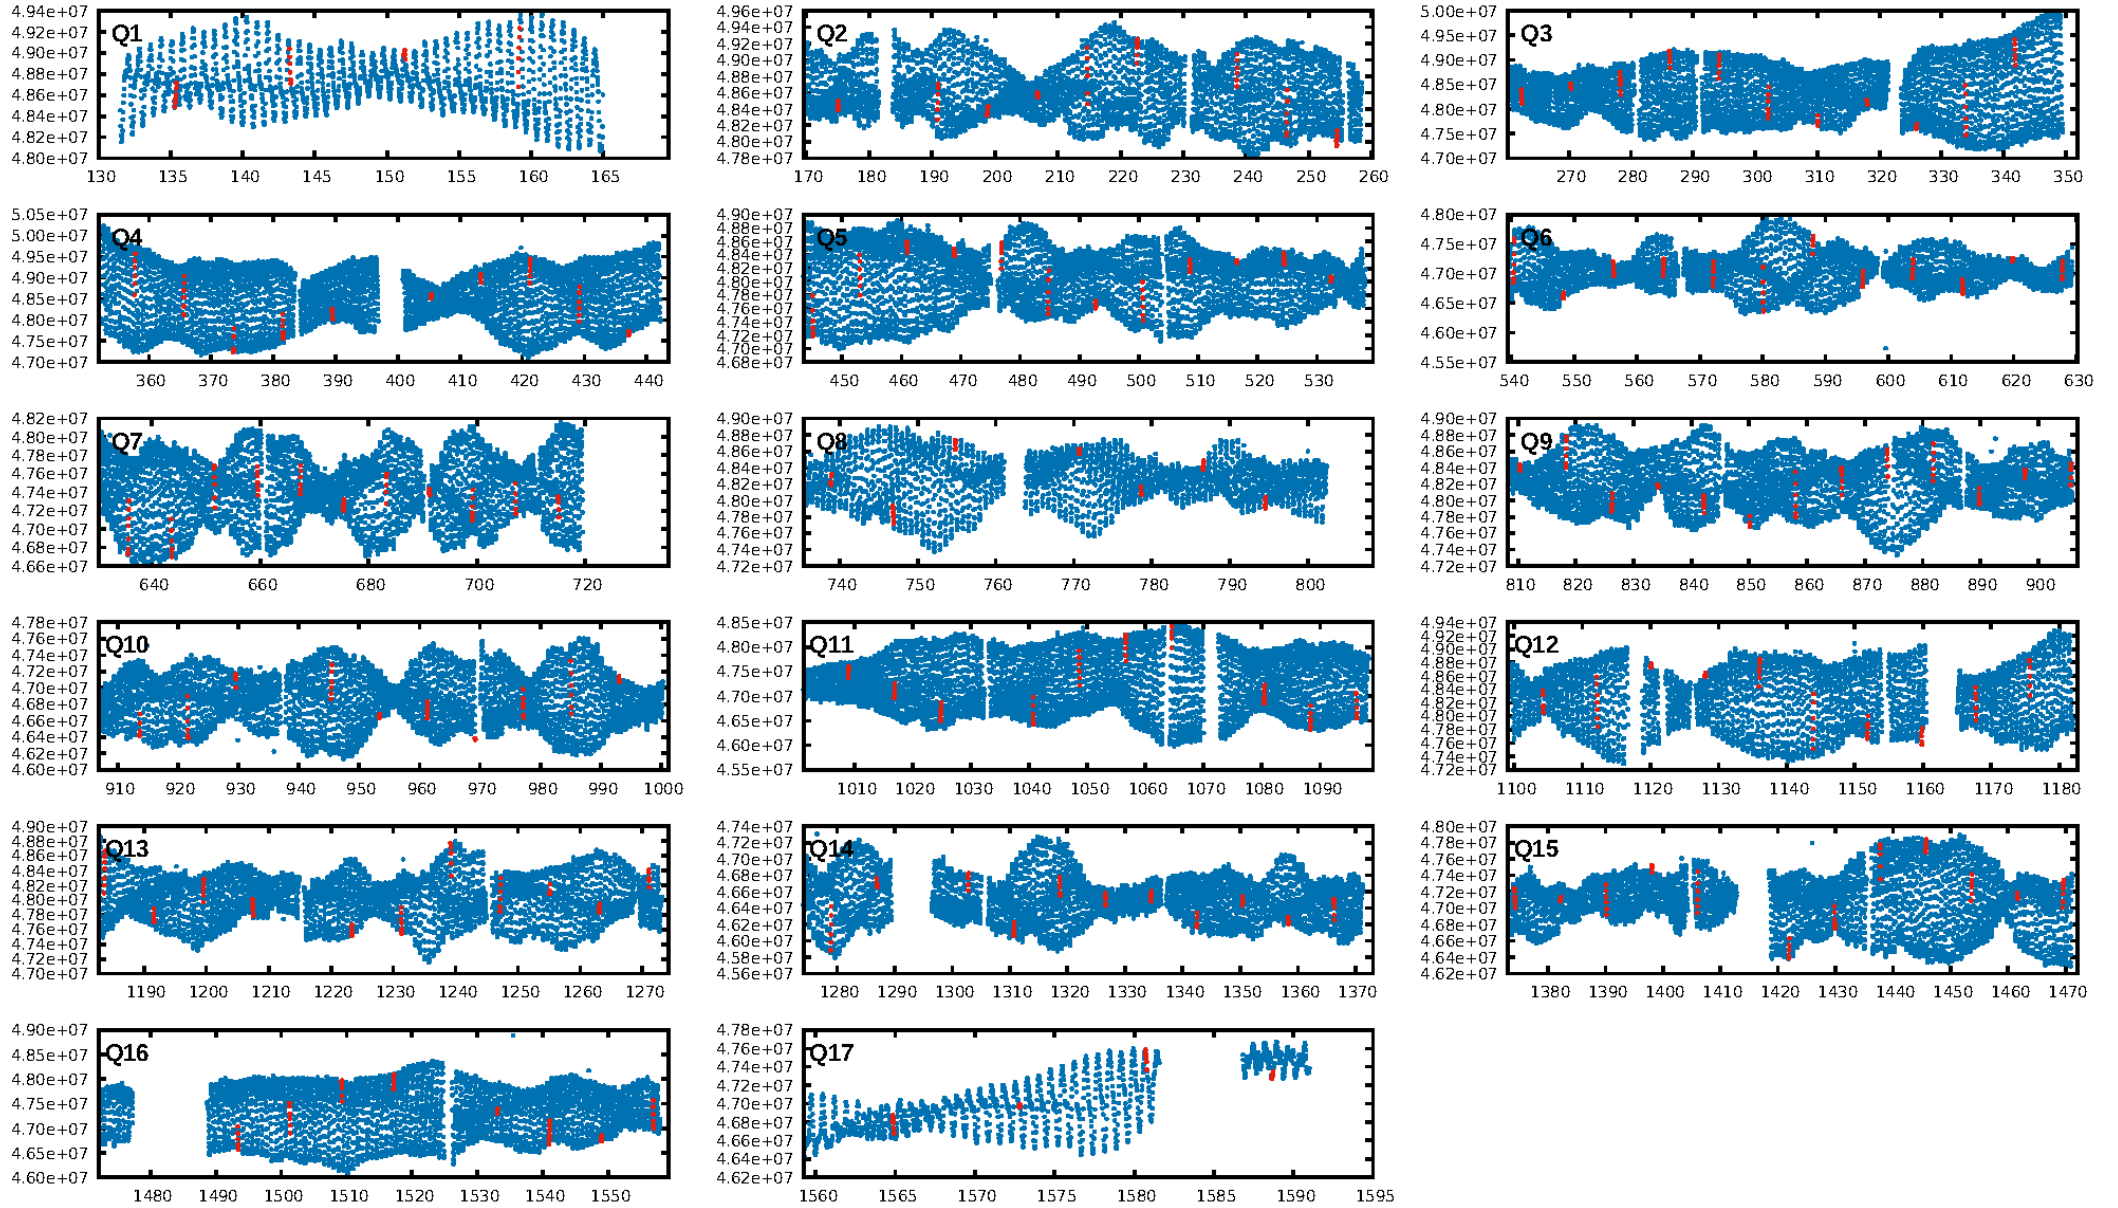 Q1
4.94e+07
4.92e+07
4.90e+07
4.88e+07
4.86e+07
4.84e+07
4.82e+07
4.80e+07
130 135 140 145 150 155 160 165
Q2
4.96e+07
4.94e+07
4.92e+07
4.90e+07
4.88e+07
4.86e+07
4.84e+07
4.82e+07
4.80e+07
4.78e+07
170 180 190 200 210 220 230 240 250 260
Q3
5.00e+07
4.95e+07
4.90e+07
4.85e+07
4.80e+07
4.75e+07
4.70e+07
270 280 290 300 310 320 330 340 350
Q4
5.05e+07
5.00e+07
4.95e+07
4.90e+07
4.85e+07
4.80e+07
4.75e+07
4.70e+07
360 370 380 390 400 410 420 430 440
Q5
4.90e+07
4.88e+07
4.86e+07
4.84e+07
4.82e+07
4.80e+07
4.78e+07
4.76e+07
4.74e+07
4.72e+07
4.70e+07
4.68e+07
450 460 470 480 490 500 510 520 530
Q6
4.80e+07
4.75e+07
4.70e+07
4.65e+07
4.60e+07
4.55e+07
540 550 560 570 580 590 600 610 620 630
Q7
4.82e+07
4.80e+07
4.78e+07
4.76e+07
4.74e+07
4.72e+07
4.70e+07
4.68e+07
4.66e+07
640 660 680 700 720
Q8
4.90e+07
4.88e+07
4.86e+07
4.84e+07
4.82e+07
4.80e+07
4.78e+07
4.76e+07
4.74e+07
4.72e+07
740 750 760 770 780 790 800
Q9
4.90e+07
4.88e+07
4.86e+07
4.84e+07
4.82e+07
4.80e+07
4.78e+07
4.76e+07
4.74e+07
4.72e+07
810 820 830 840 850 860 870 880 890 900
Q10
4.78e+07
4.76e+07
4.74e+07
4.72e+07
4.70e+07
4.68e+07
4.66e+07
4.64e+07
4.62e+07
4.60e+07
910 920 930 940 950 960 970 980 990 1000
Q11
4.85e+07
4.80e+07
4.75e+07
4.70e+07
4.65e+07
4.60e+07
4.55e+07
1010 1020 1030 1040 1050 1060 1070 1080 1090
Q12
4.94e+07
4.92e+07
4.90e+07
4.88e+07
4.86e+07
4.84e+07
4.82e+07
4.80e+07
4.78e+07
4.76e+07
4.74e+07
4.72e+07
1100 1110 1120 1130 1140 1150 1160 1170 1180
Q13
4.90e+07
4.88e+07
4.86e+07
4.84e+07
4.82e+07
4.80e+07
4.78e+07
4.76e+07
4.74e+07
4.72e+07
4.70e+07
1190 1200 1210 1220 1230 1240 1250 1260 1270
Q14
4.74e+07
4.72e+07
4.70e+07
4.68e+07
4.66e+07
4.64e+07
4.62e+07
4.60e+07
4.58e+07
4.56e+07
1280 1290 1300 1310 1320 1330 1340 1350 1360 1370
Q15
4.80e+07
4.78e+07
4.76e+07
4.74e+07
4.72e+07
4.70e+07
4.68e+07
4.66e+07
4.64e+07
4.62e+07
1380 1390 1400 1410 1420 1430 1440 1450 1460 1470
Q16
4.90e+07
4.85e+07
4.80e+07
4.75e+07
4.70e+07
4.65e+07
4.60e+07
1480 1490 1500 1510 1520 1530 1540 1550
Q17
4.78e+07
4.76e+07
4.74e+07
4.72e+07
4.70e+07
4.68e+07
4.66e+07
4.64e+07
4.62e+07
1560 1565 1570 1575 1580 1585 1590 1595